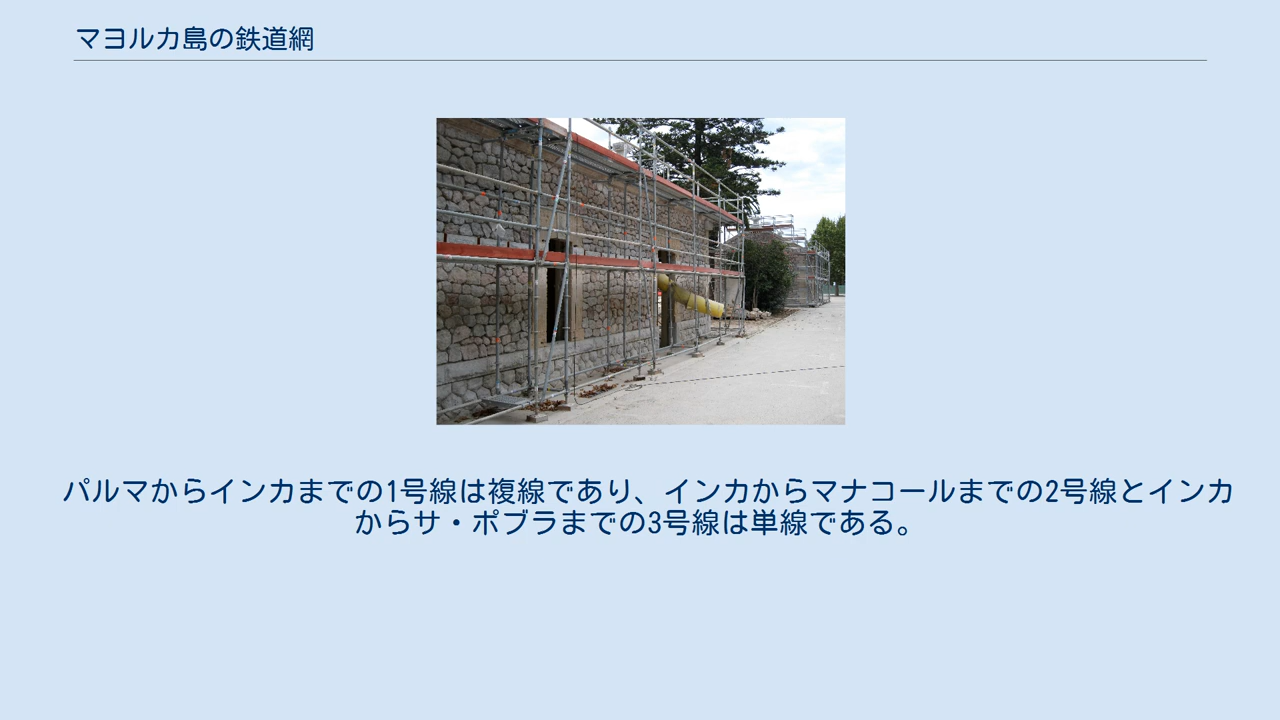 マヨルカ島の鉄道網
パルマからインカまでの1号線は複線であり、インカからマナコールまでの2号線とインカ
からサ・ポブラまでの3号線は単線である。